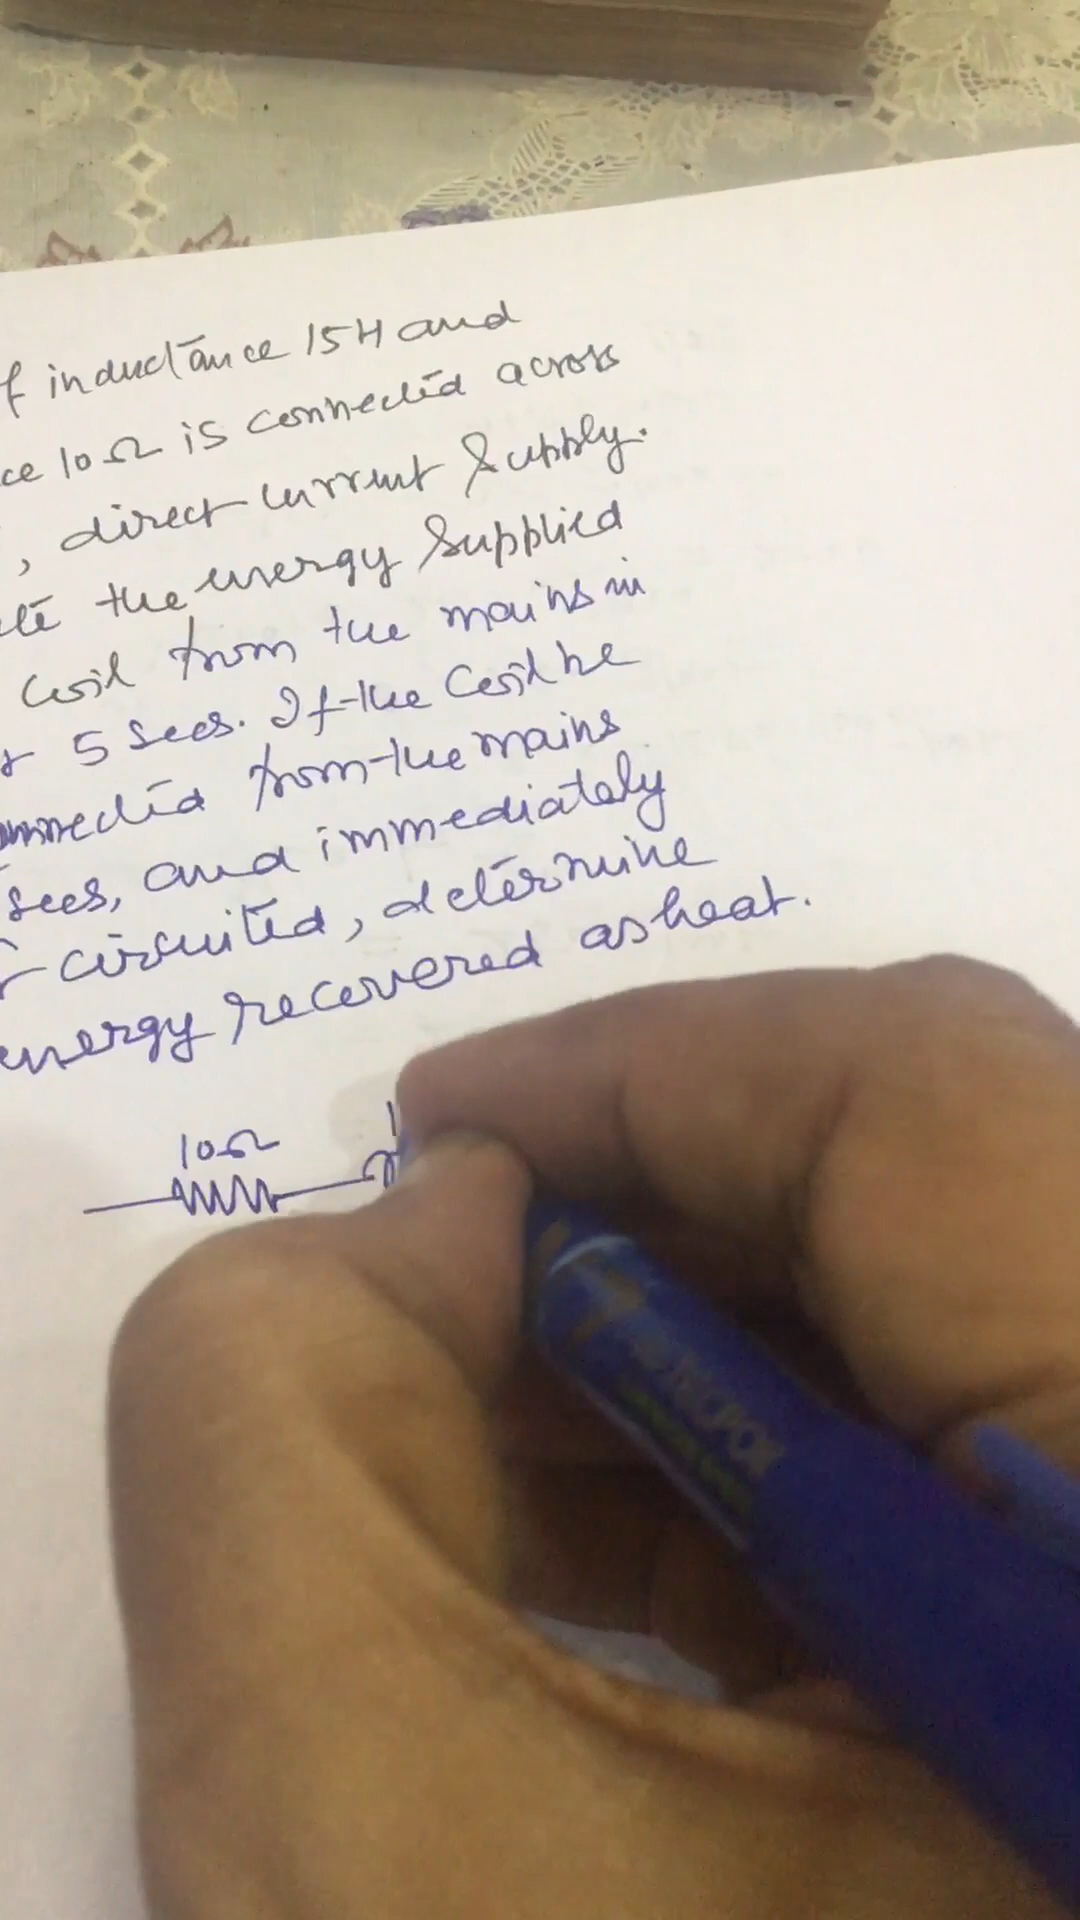 f inductance 15H and
ce 10Ω is connected across
, direct current supply.
the energy supplied
coil from the mains in
5 secs. If the coil be
from the mains
secs, and immediately
circuited, determine
energy recovered as heat.
10Ω
1